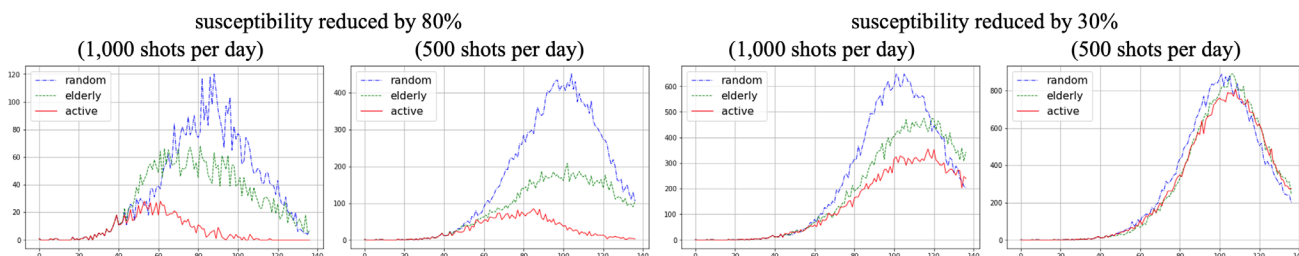 susceptibility reduced by 80%
(1,000 shots per day) (500 shots per day)
susceptibility reduced by 30%
(1,000 shots per day) (500 shots per day)
random
elderly
active
120
100
80
60
40
20
0
0 20 40 60 80 100 120 140
random
elderly
active
400
300
200
100
0
0 20 40 60 80 100 120 140
random
elderly
active
600
500
400
300
200
100
0
0 20 40 60 80 100 120 140
random
elderly
active
800
600
400
200
0
0 20 40 60 80 100 120 140